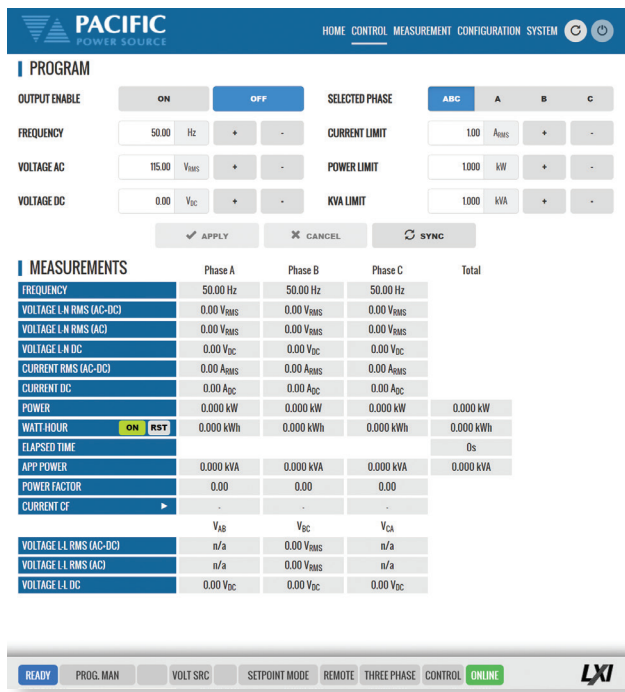 PACIFIC
POWER SOURCE
HOME CONTROL MEASUREMENT CONFIGURATION SYSTEM
PROGRAM
OUTPUT ENABLE ON OFF SELECTED PHASE ABC A B C
FREQUENCY 50.00 Hz + - CURRENT LIMIT 1.00 ARMS + -
VOLTAGE AC 115.00 VRMS + - POWER LIMIT 1.000 kW + -
VOLTAGE DC 0.00 VDC + - KVA LIMIT 1.000 kVA + -
APPLY CANCEL SYNC
MEASUREMENTS Phase A Phase B Phase C Total
FREQUENCY 50.00 Hz 50.00 Hz 50.00 Hz
VOLTAGE L-N RMS (AC-DC) 0.00 VRMS 0.00 VRMS 0.00 VRMS
VOLTAGE L-N RMS (AC) 0.00 VRMS 0.00 VRMS 0.00 VRMS
VOLTAGE L-N DC 0.00 VDC 0.00 VDC 0.00 VDC
CURRENT RMS (AC-DC) 0.00 ARMS 0.00 ARMS 0.00 ARMS
CURRENT DC 0.00 ADC 0.00 ADC 0.00 ADC
POWER 0.000 kW 0.000 kW 0.000 kW 0.000 kW
WATT HOUR ON RST 0.000 kWh 0.000 kWh 0.000 kWh 0.000 kWh
ELAPSED TIME 0s
APP POWER 0.000 kVA 0.000 kVA 0.000 kVA 0.000 kVA
POWER FACTOR 0.00 0.00 0.00
CURRENT CF - - -
VAB VBC VCA
VOLTAGE L-L RMS (AC-DC) n/a 0.00 VRMS n/a
VOLTAGE L-L RMS (AC) n/a 0.00 VRMS n/a
VOLTAGE L-L DC 0.00 VDC 0.00 VDC 0.00 VDC
READY PROG. MAN VOLT SRC SETPOINT MODE REMOTE THREE PHASE CONTROL ONLINE LXI